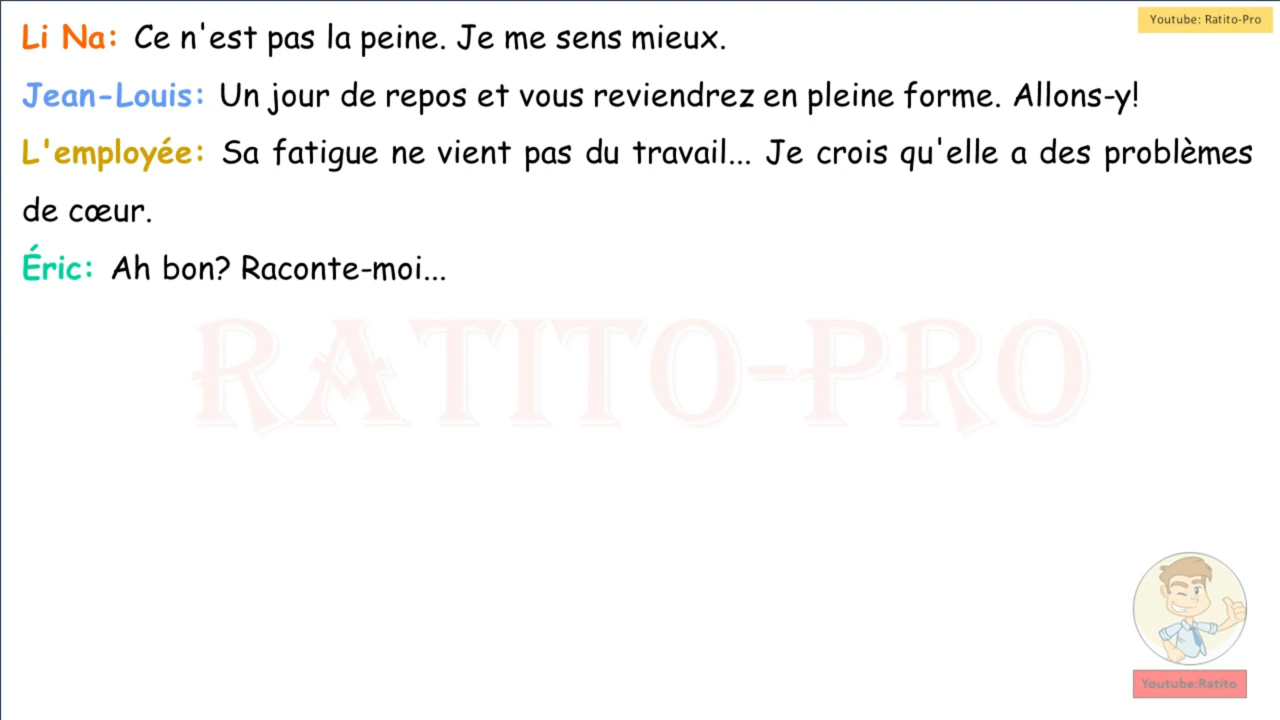 Youtube: Ratito-Pro
Li Na: Ce n'est pas la peine. Je me sens mieux.
Jean-Louis: Un jour de repos et vous reviendrez en pleine forme. Allons-y!
L'employée: Sa fatigue ne vient pas du travail... Je crois qu'elle a des problèmes
de cœur.
Éric: Ah bon? Raconte-moi...
RATITO-PRO
Youtube:Ratito